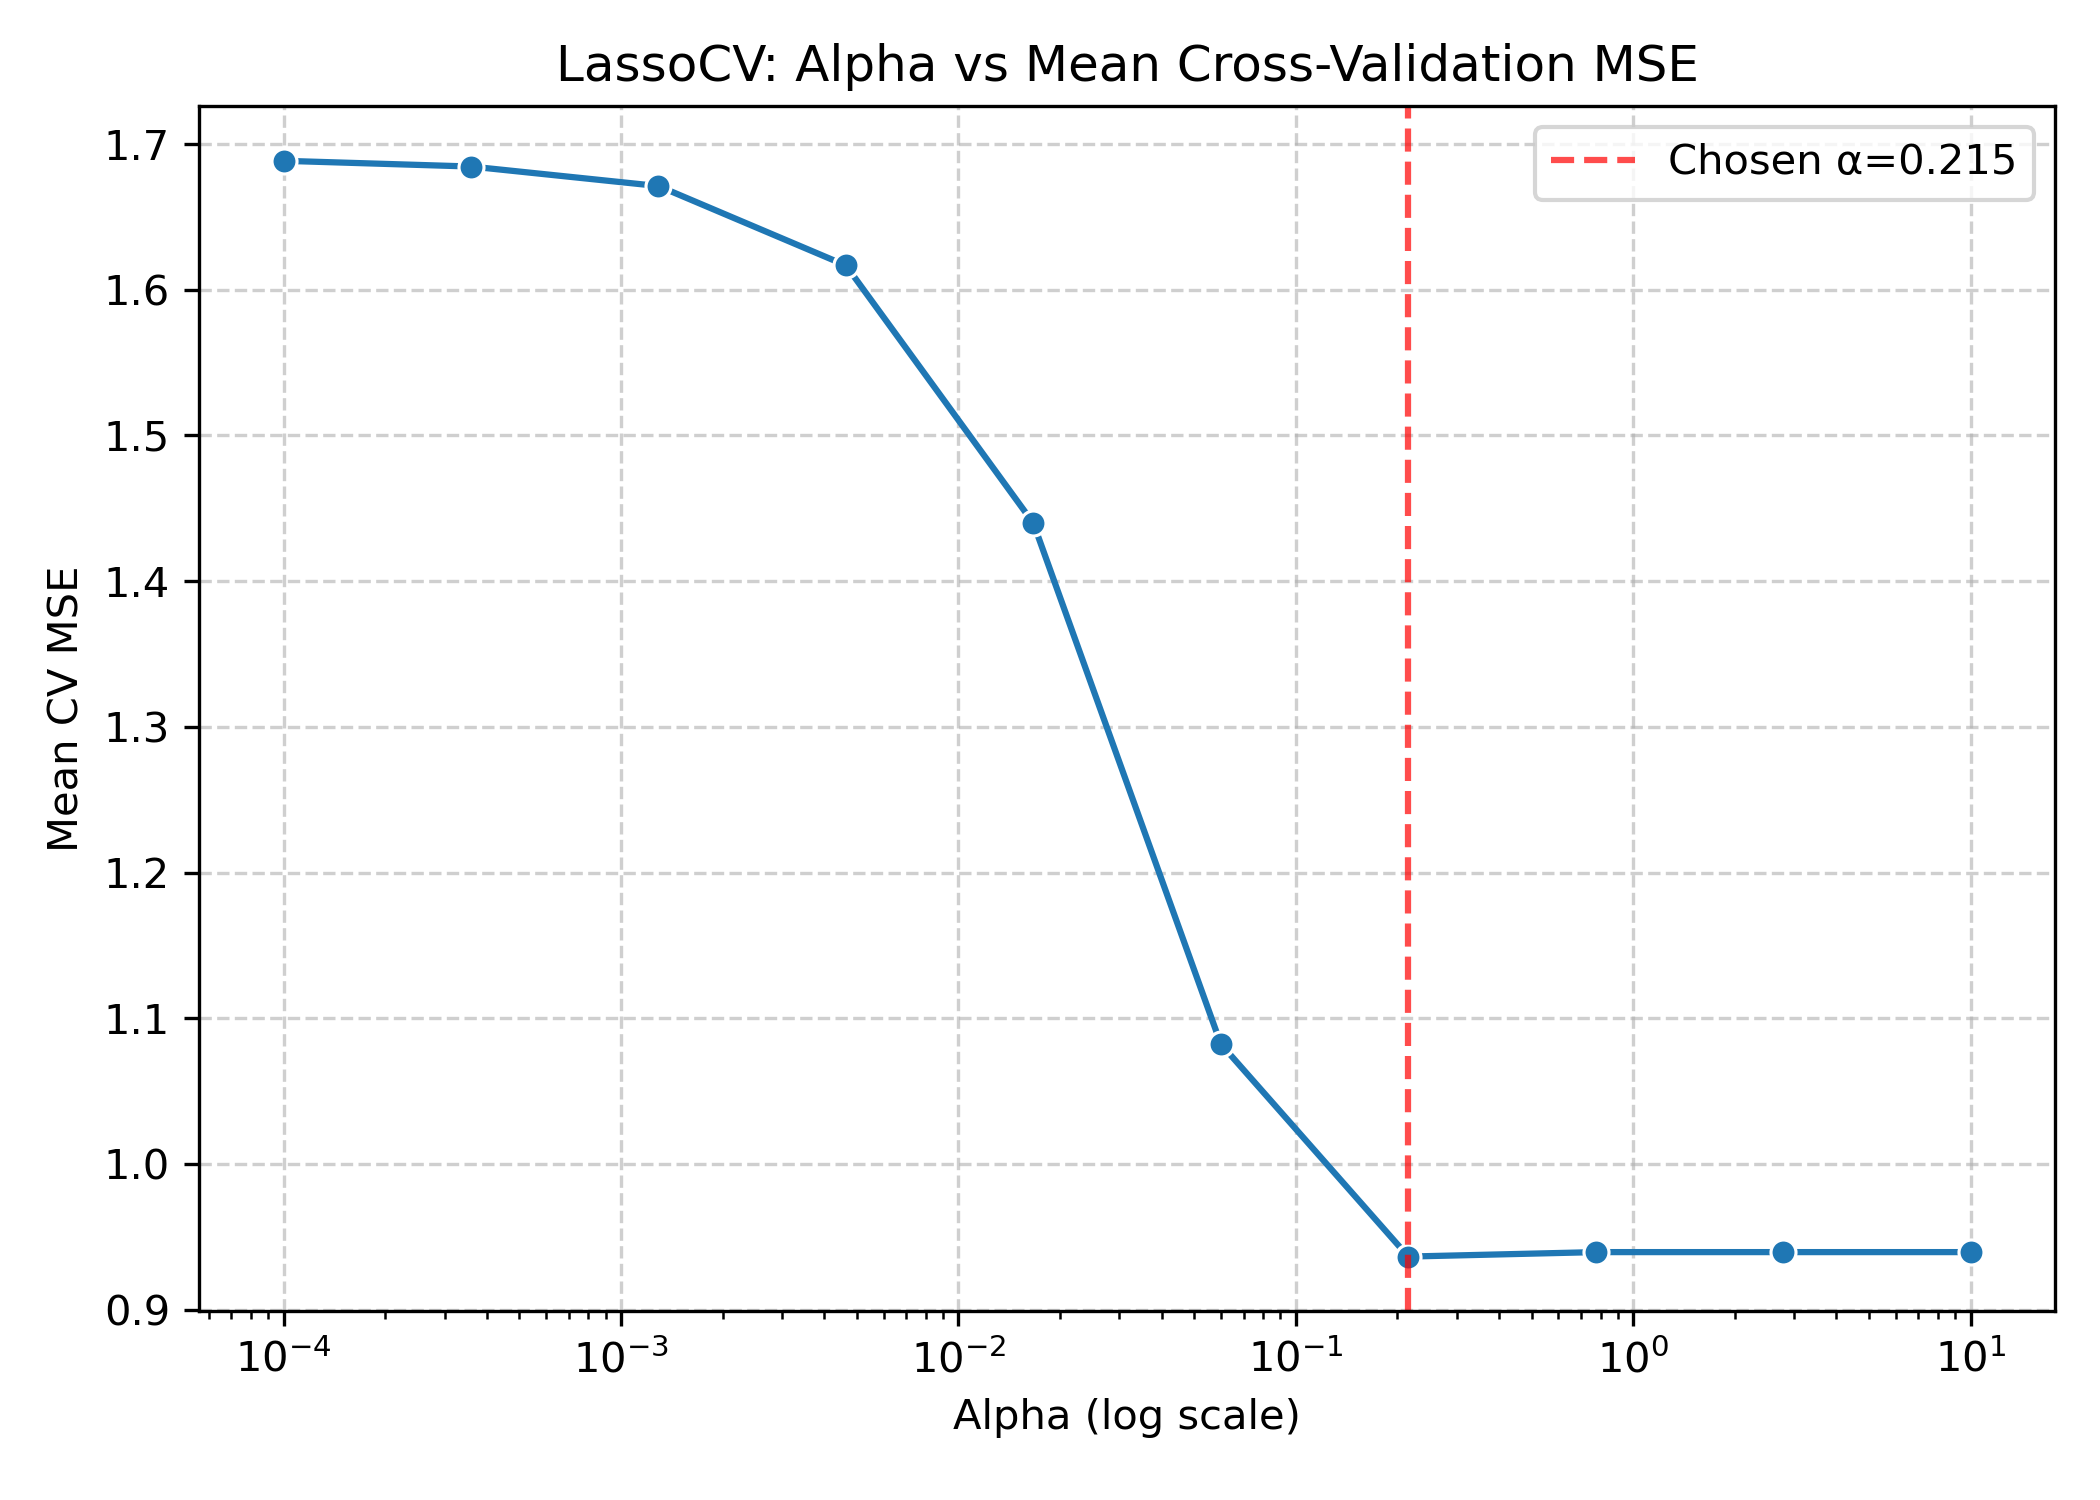 LassoCV: Alpha vs Mean Cross-Validation MSE
Chosen α=0.215
Mean CV MSE
1.7
1.6
1.5
1.4
1.3
1.2
1.1
1.0
0.9
10⁻⁴ 10⁻³ 10⁻² 10⁻¹ 10⁰ 10¹
Alpha (log scale)